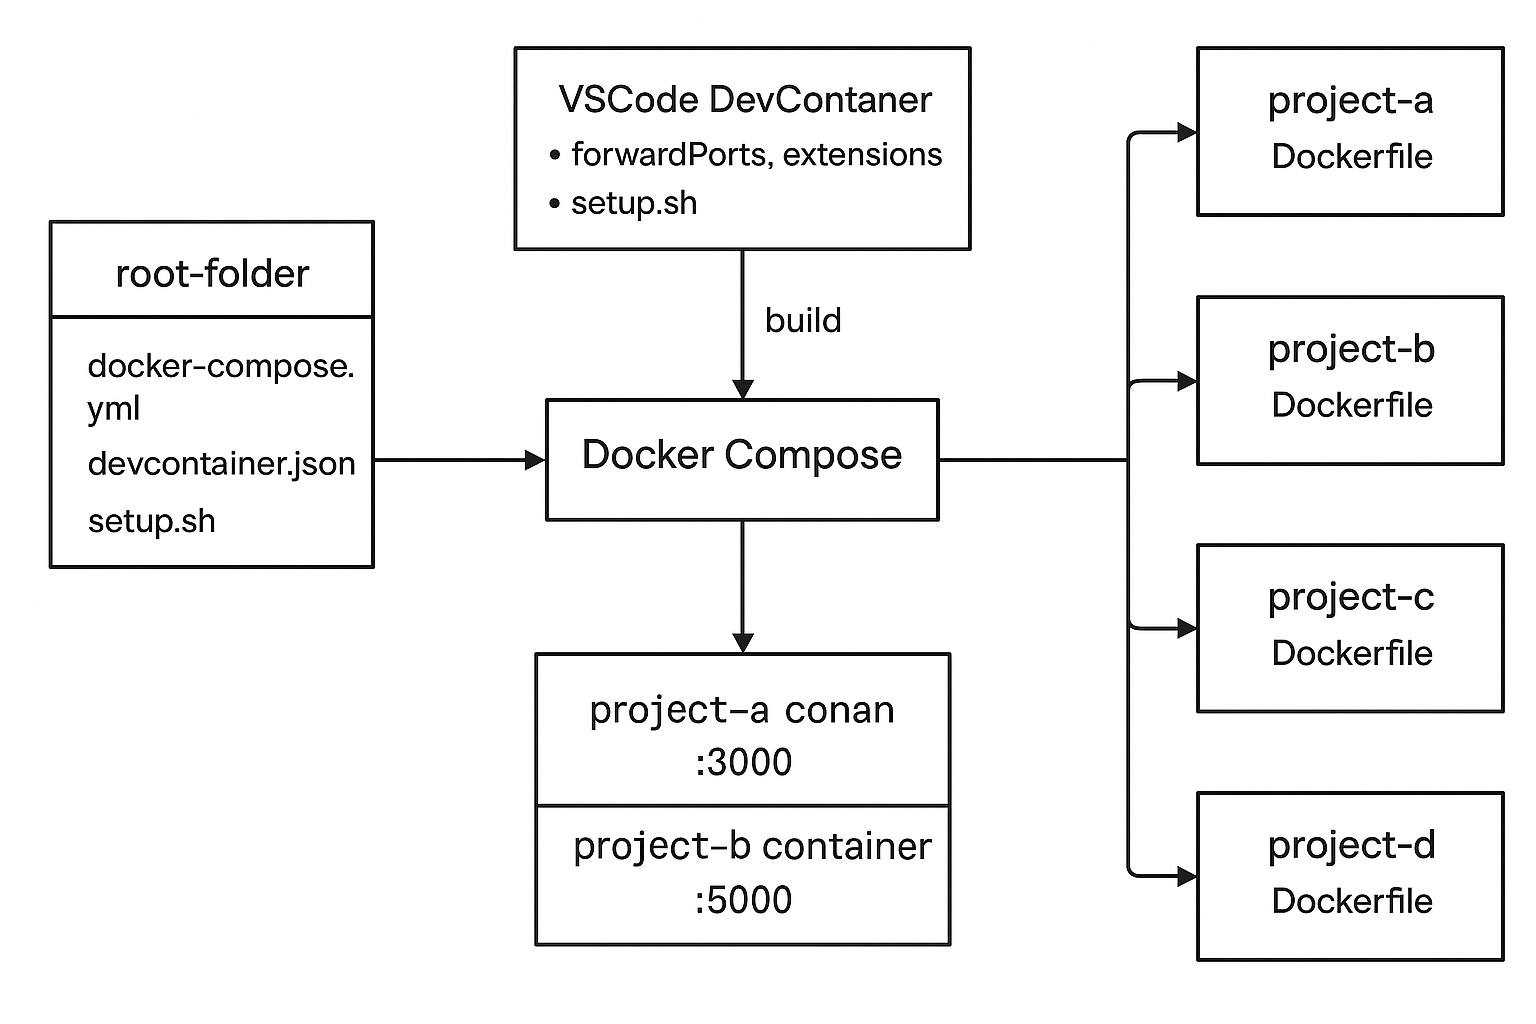 VSCode DevContaner
• forwardPorts, extensions
• setup.sh
root-folder
docker-compose.
yml
devcontainer.json
setup.sh
build
Docker Compose
project-a conan
:3000
project-b container
:5000
project-a
Dockerfile
project-b
Dockerfile
project-c
Dockerfile
project-d
Dockerfile